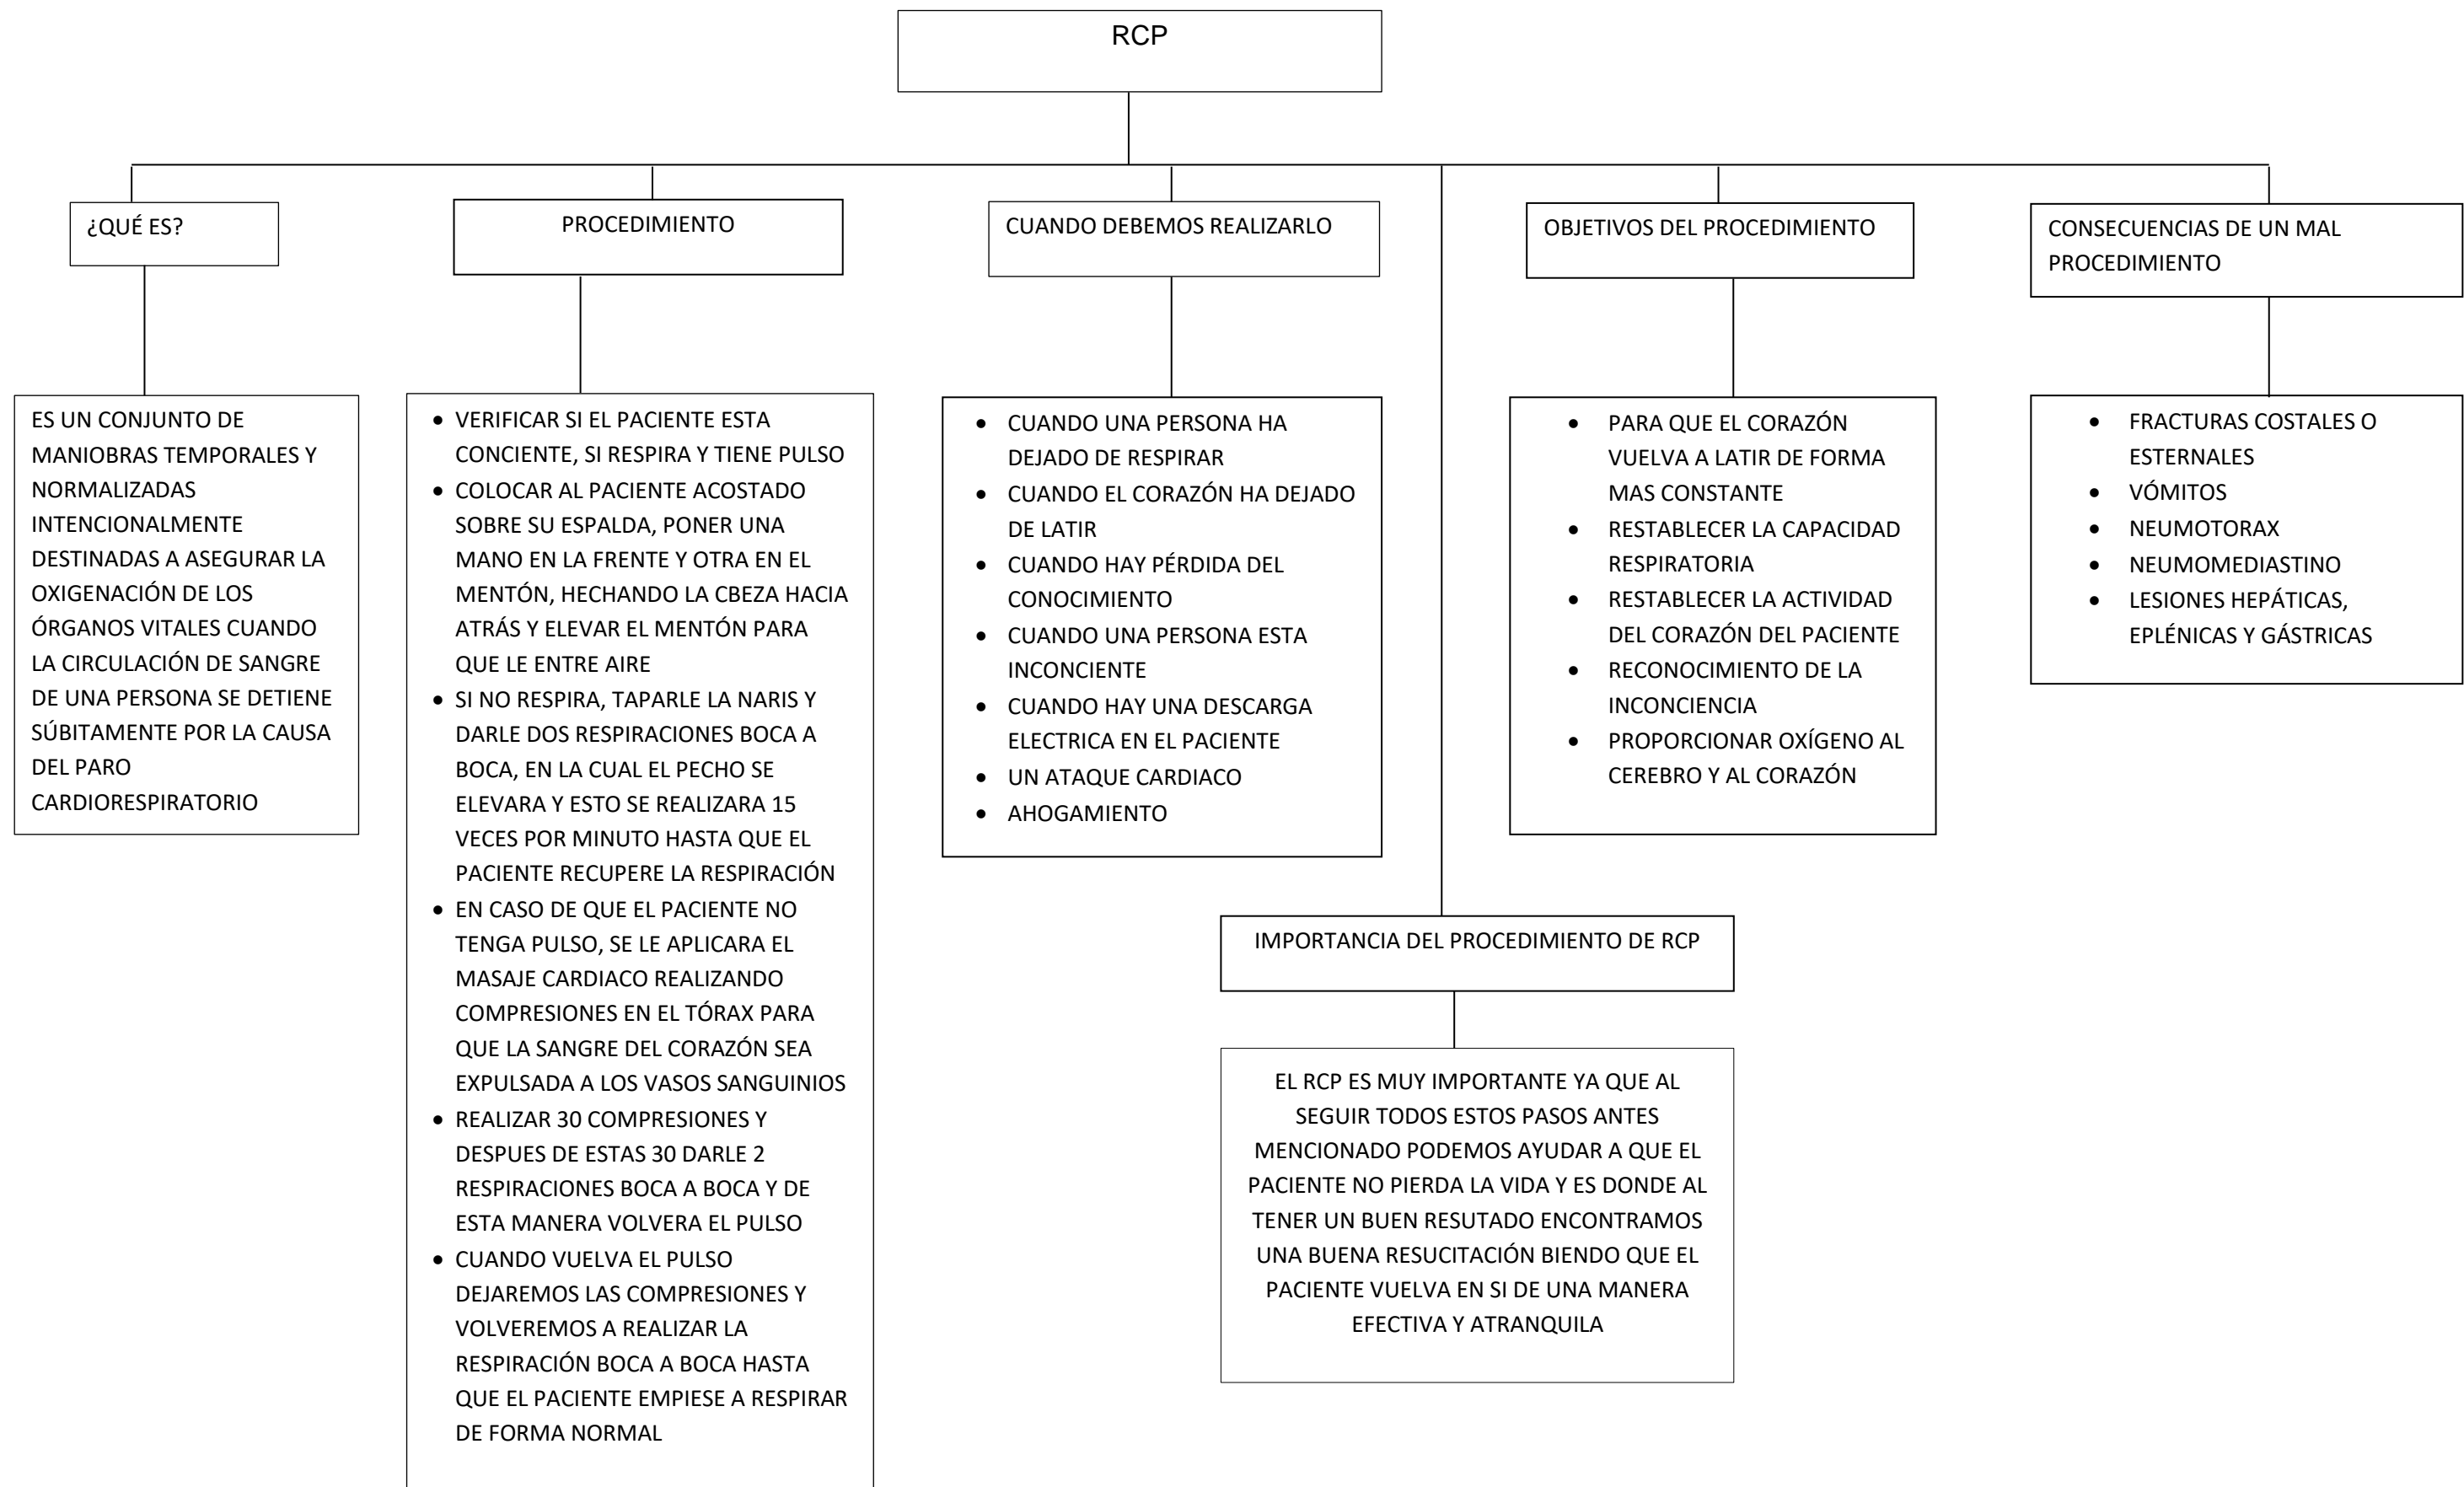 RCP
¿QUÉ ES?
ES UN CONJUNTO DE
MANIOBRAS TEMPORALES Y
NORMALIZADAS
INTENCIONALMENTE
DESTINADAS A ASEGURAR LA
OXIGENACIÓN DE LOS
ÓRGANOS VITALES CUANDO
LA CIRCULACIÓN DE SANGRE
DE UNA PERSONA SE DETIENE
SÚBITAMENTE POR LA CAUSA
DEL PARO
CARDIORESPIRATORIO
PROCEDIMIENTO
• VERIFICAR SI EL PACIENTE ESTA
CONCIENTE, SI RESPIRA Y TIENE PULSO
• COLOCAR AL PACIENTE ACOSTADO
SOBRE SU ESPALDA, PONER UNA
MANO EN LA FRENTE Y OTRA EN EL
MENTÓN, HECHANDO LA CBEZA HACIA
ATRÁS Y ELEVAR EL MENTÓN PARA
QUE LE ENTRE AIRE
• SI NO RESPIRA, TAPARLE LA NARIS Y
DARLE DOS RESPIRACIONES BOCA A
BOCA, EN LA CUAL EL PECHO SE
ELEVARA Y ESTO SE REALIZARA 15
VECES POR MINUTO HASTA QUE EL
PACIENTE RECUPERE LA RESPIRACIÓN
• EN CASO DE QUE EL PACIENTE NO
TENGA PULSO, SE LE APLICARA EL
MASAJE CARDIACO REALIZANDO
COMPRESIONES EN EL TÓRAX PARA
QUE LA SANGRE DEL CORAZÓN SEA
EXPULSADA A LOS VASOS SANGUINIOS
• REALIZAR 30 COMPRESIONES Y
DESPUES DE ESTAS 30 DARLE 2
RESPIRACIONES BOCA A BOCA Y DE
ESTA MANERA VOLVERA EL PULSO
• CUANDO VUELVA EL PULSO
DEJAREMOS LAS COMPRESIONES Y
VOLVEREMOS A REALIZAR LA
RESPIRACIÓN BOCA A BOCA HASTA
QUE EL PACIENTE EMPIESE A RESPIRAR
DE FORMA NORMAL
CUANDO DEBEMOS REALIZARLO
• CUANDO UNA PERSONA HA
DEJADO DE RESPIRAR
• CUANDO EL CORAZÓN HA DEJADO
DE LATIR
• CUANDO HAY PÉRDIDA DEL
CONOCIMIENTO
• CUANDO UNA PERSONA ESTA
INCONCIENTE
• CUANDO HAY UNA DESCARGA
ELECTRICA EN EL PACIENTE
• UN ATAQUE CARDIACO
• AHOGAMIENTO
IMPORTANCIA DEL PROCEDIMIENTO DE RCP
EL RCP ES MUY IMPORTANTE YA QUE AL
SEGUIR TODOS ESTOS PASOS ANTES
MENCIONADO PODEMOS AYUDAR A QUE EL
PACIENTE NO PIERDA LA VIDA Y ES DONDE AL
TENER UN BUEN RESUTADO ENCONTRAMOS
UNA BUENA RESUCITACIÓN BIENDO QUE EL
PACIENTE VUELVA EN SI DE UNA MANERA
EFECTIVA Y ATRANQUILA
OBJETIVOS DEL PROCEDIMIENTO
• PARA QUE EL CORAZÓN
VUELVA A LATIR DE FORMA
MAS CONSTANTE
• RESTABLECER LA CAPACIDAD
RESPIRATORIA
• RESTABLECER LA ACTIVIDAD
DEL CORAZÓN DEL PACIENTE
• RECONOCIMIENTO DE LA
INCONCIENCIA
• PROPORCIONAR OXÍGENO AL
CEREBRO Y AL CORAZÓN
CONSECUENCIAS DE UN MAL
PROCEDIMIENTO
• FRACTURAS COSTALES O
ESTERNALES
• VÓMITOS
• NEUMOTORAX
• NEUMOMEDIASTINO
• LESIONES HEPÁTICAS,
EPLÉNICAS Y GÁSTRICAS